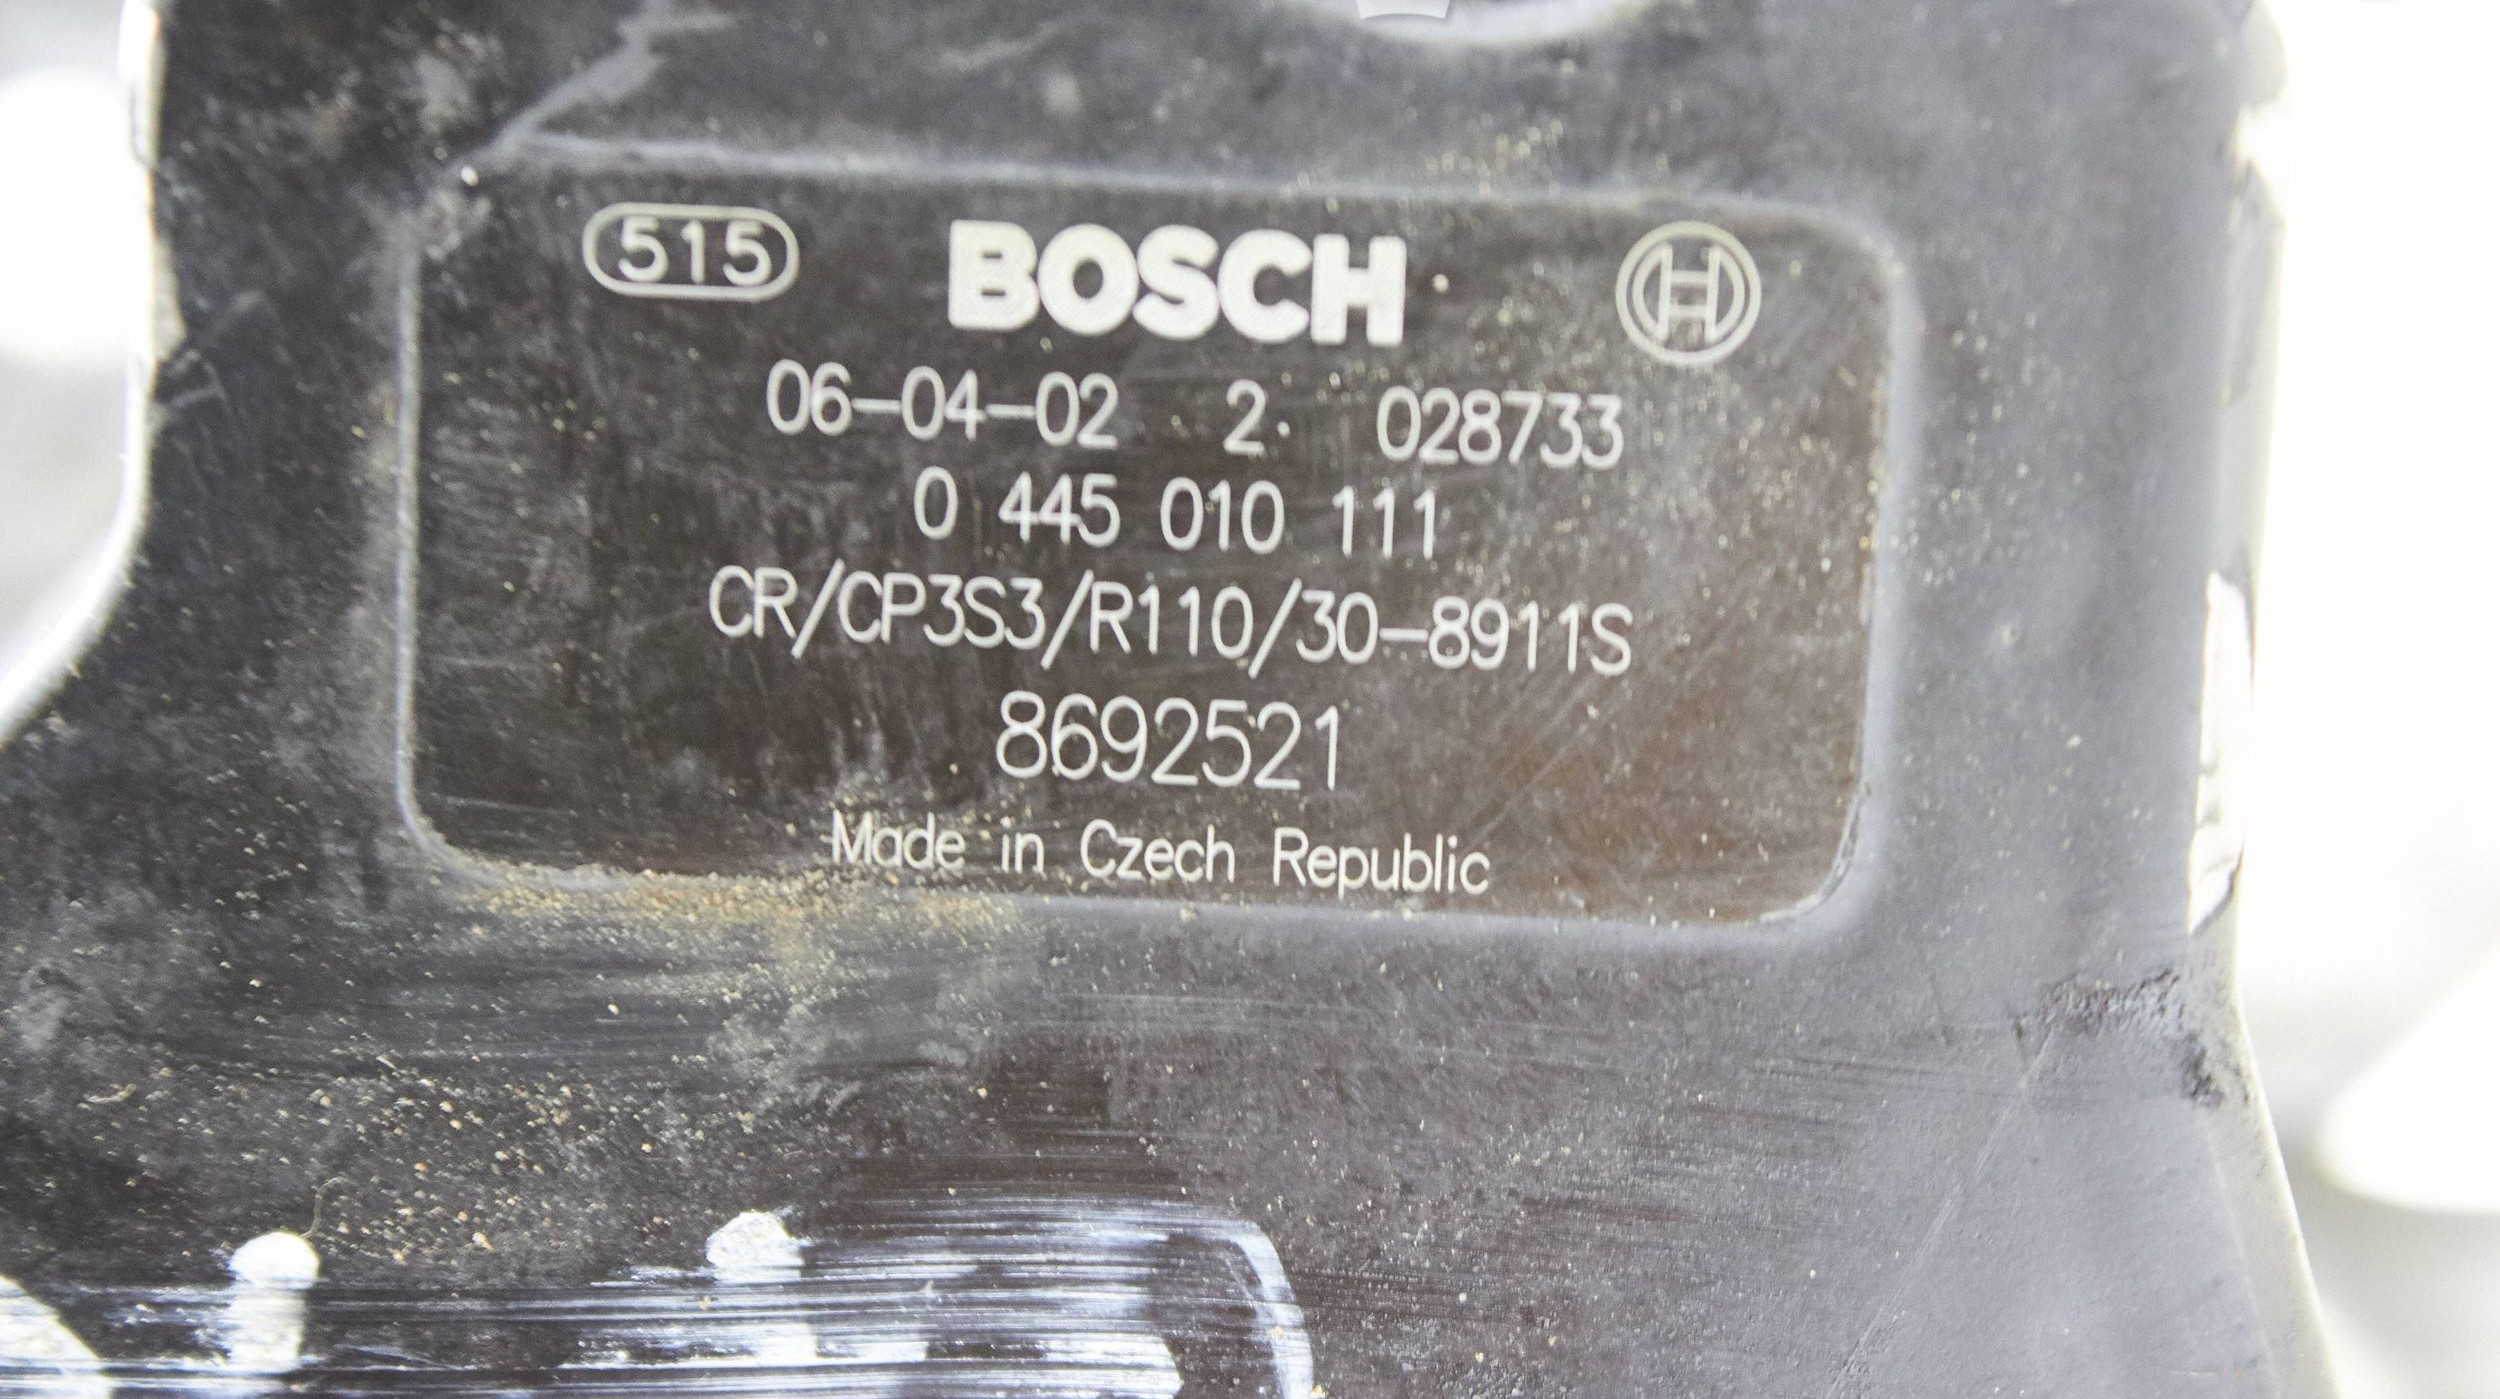 515 BOSCH
06-04-02 2. 028733
0 445 010 111
CR/CP3S3/R110/30-8911S
8692521
Made in Czech Republic